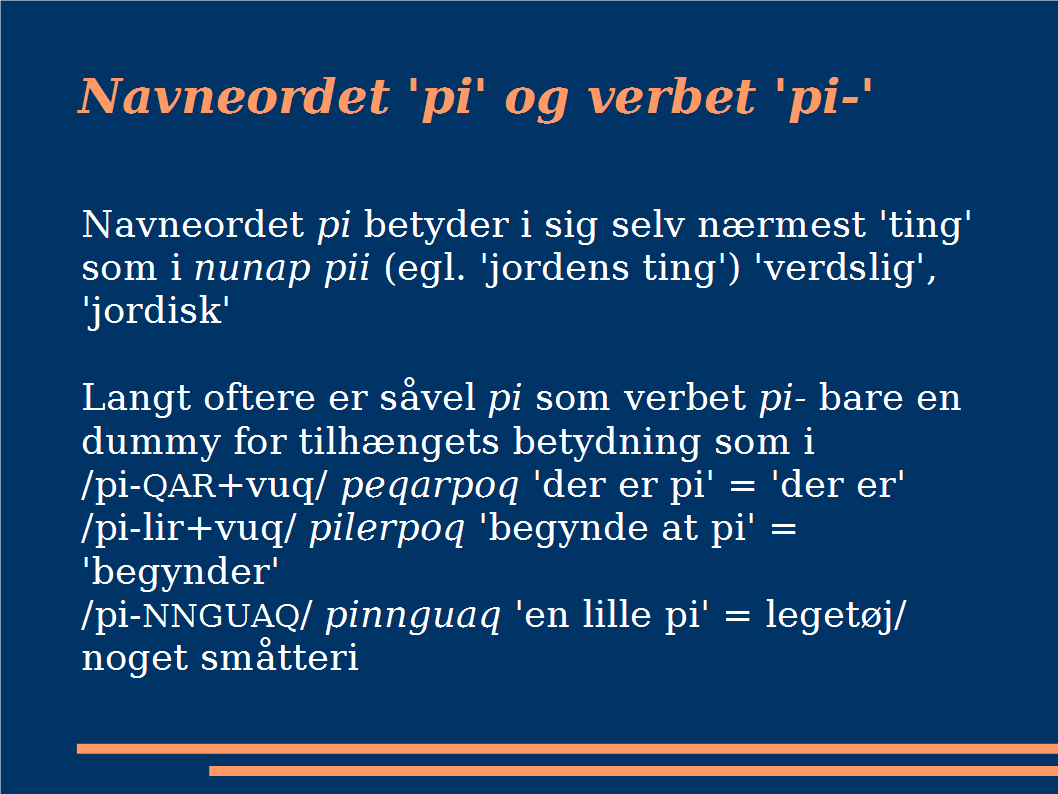 Navneordet 'pi' og verbet 'pi-'
Navneordet pi betyder i sig selv nærmest 'ting'
som i nunap pii (egl. 'jordens ting') 'verdslig',
'jordisk'
Langt oftere er såvel pi som verbet pi- bare en
dummy for tilhængets betydning som i
/pi-QAR+vuq/ peqarpoq 'der er pi' = 'der er'
/pi-lir+vuq/ pilerpoq 'begynde at pi' =
'begynder'
/pi-NNGUAQ/ pinnguaq 'en lille pi' = legetøj/
noget småtteri